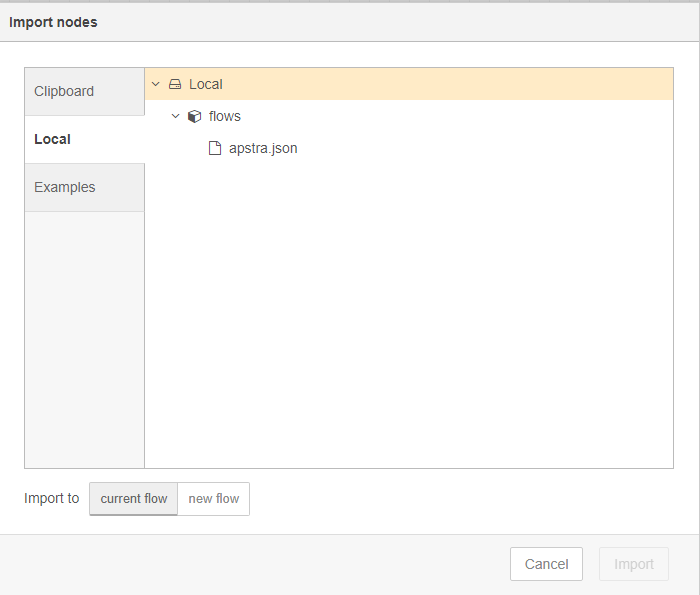 Import nodes
Clipboard
Local
Examples
Local
flows
apstra.json
Import to current flow new flow
Cancel Import